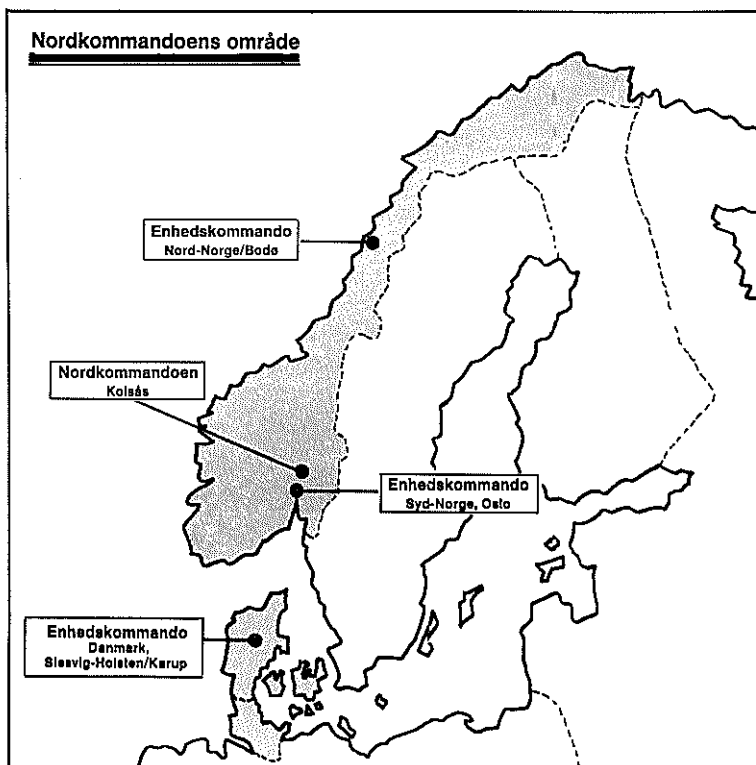 Nordkommandoens område
Enhedskommando
Nord-Norge/Bodø
Nordkommandoen
Kolsås
Enhedskommando
Syd-Norge, Oslo
Enhedskommando
Danmark,
Slesvig-Holsten/Karup